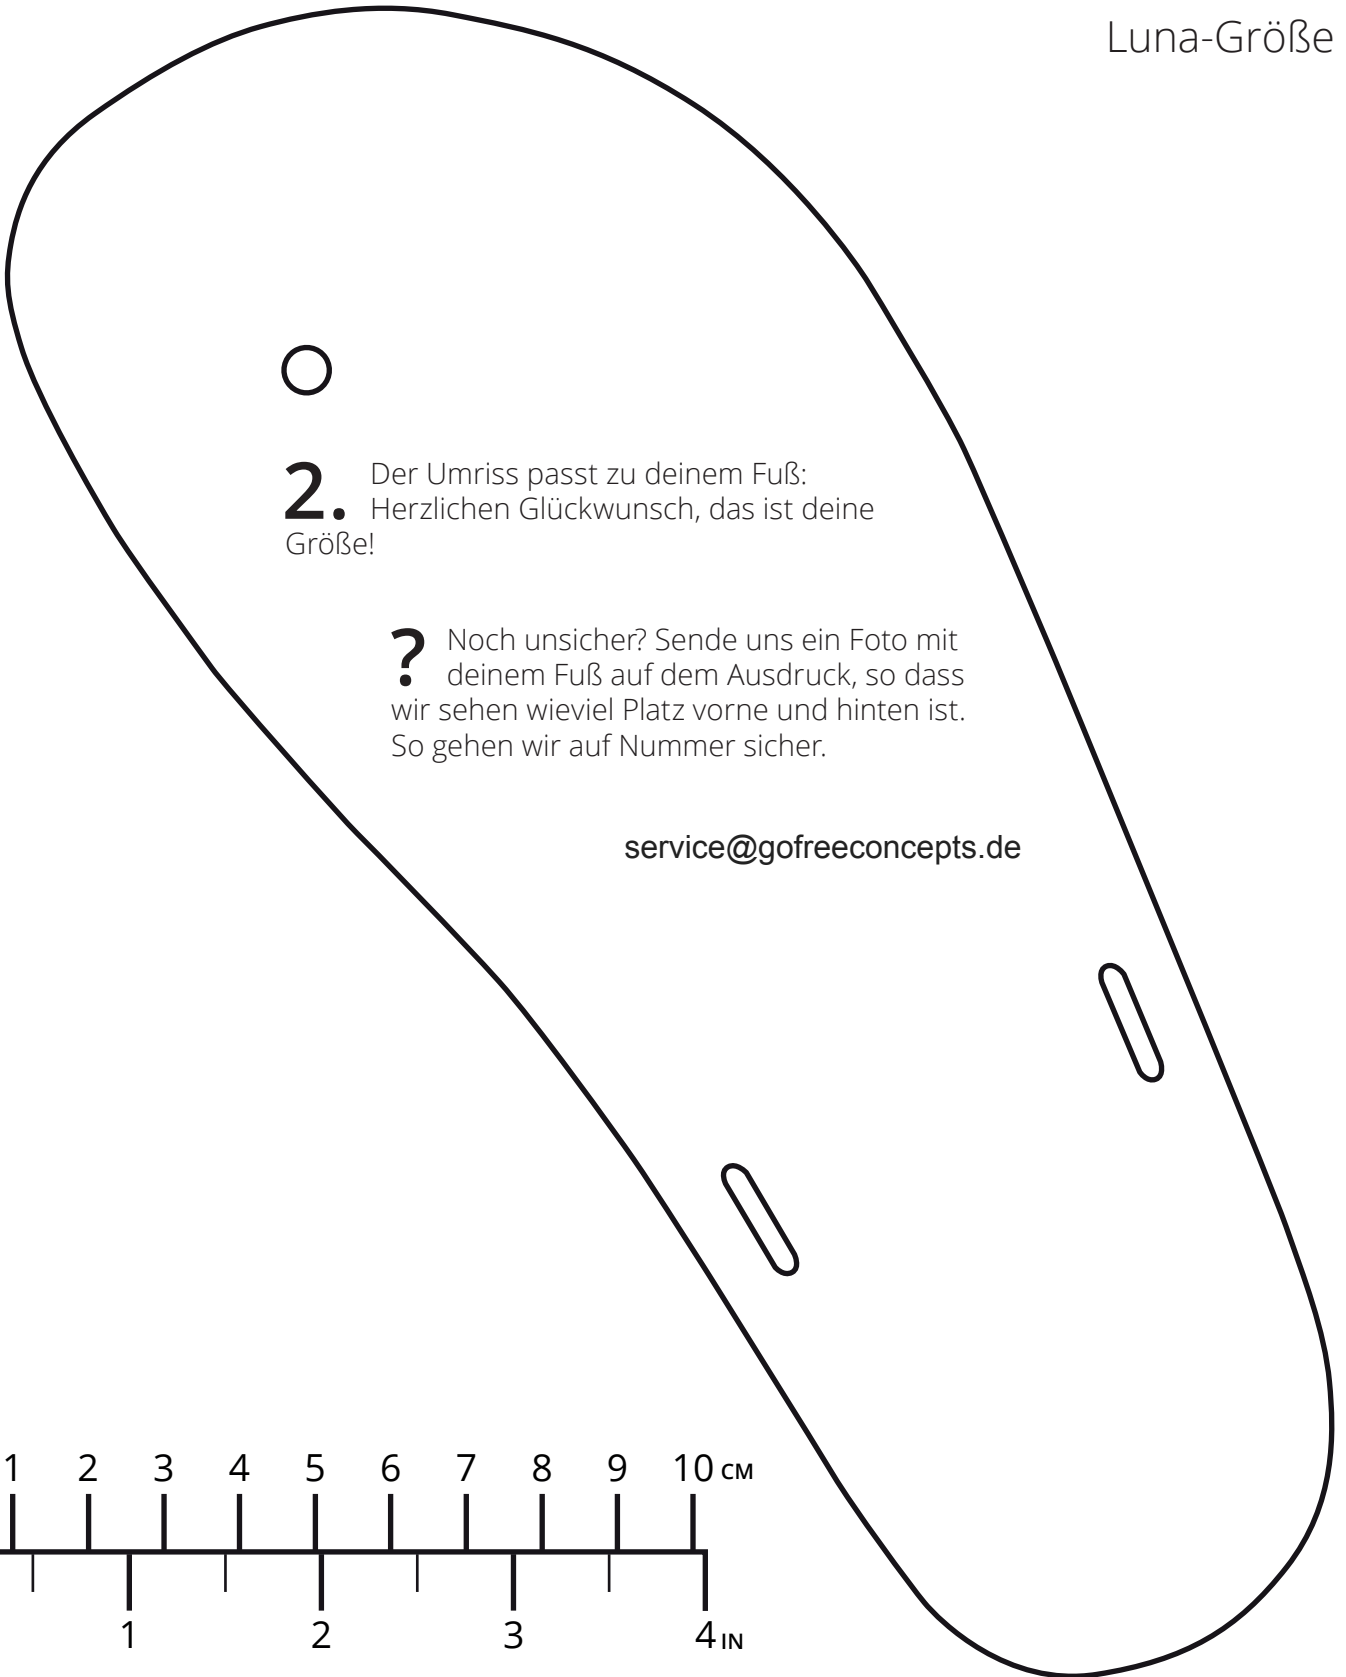 Luna-Größe
2. Der Umriss passt zu deinem Fuß:
Herzlichen Glückwunsch, das ist deine
Größe!
? Noch unsicher? Sende uns ein Foto mit
deinem Fuß auf dem Ausdruck, so dass
wir sehen wieviel Platz vorne und hinten ist.
So gehen wir auf Nummer sicher.
service@gofreeconcepts.de
1 2 3 4 5 6 7 8 9 10 CM
1 2 3 4 IN